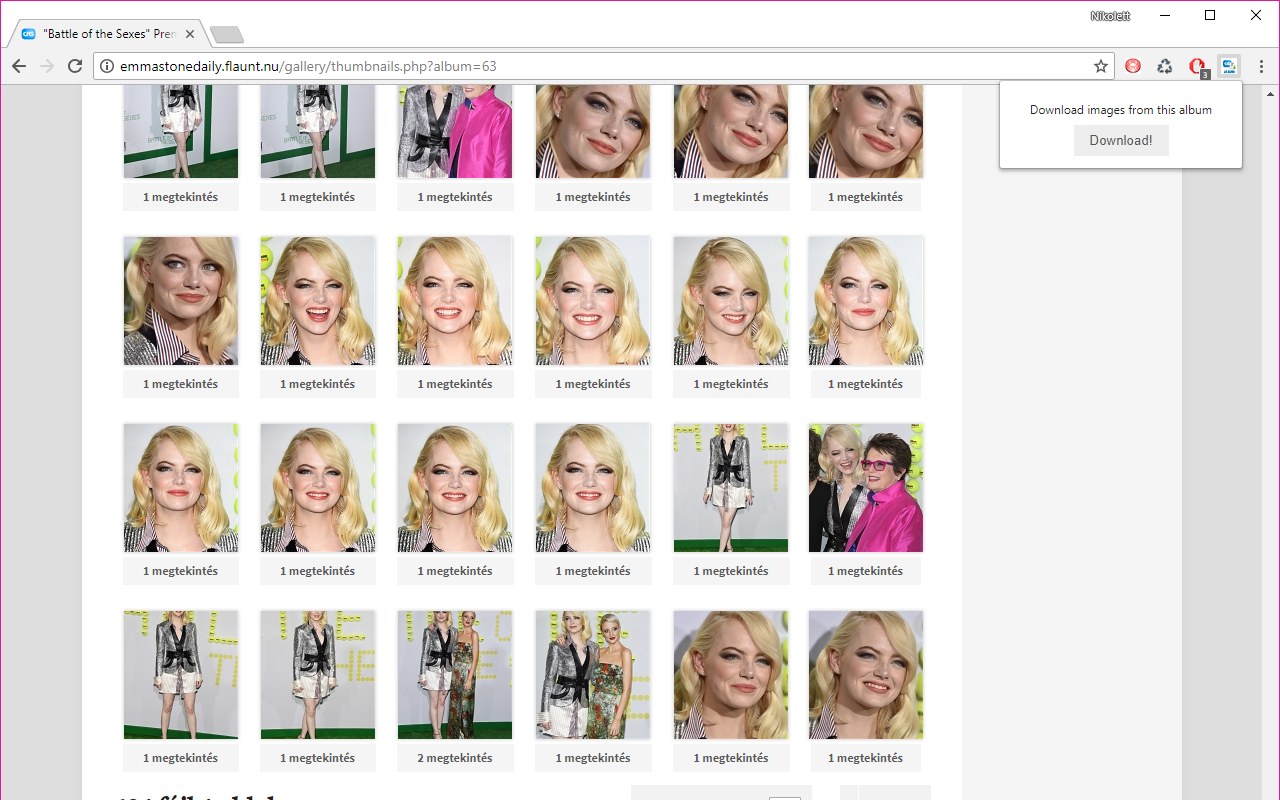 Nikolett
"Battle of the Sexes" Prem
emmastonedaily.flaunt.nu/gallery/thumbnails.php?album=63
3
Download images from this album
Download!
1 megtekintés 1 megtekintés 1 megtekintés 1 megtekintés 1 megtekintés 1 megtekintés
1 megtekintés 1 megtekintés 1 megtekintés 1 megtekintés 1 megtekintés 1 megtekintés
1 megtekintés 1 megtekintés 1 megtekintés 1 megtekintés 1 megtekintés 1 megtekintés
1 megtekintés 1 megtekintés 2 megtekintés 1 megtekintés 1 megtekintés 1 megtekintés